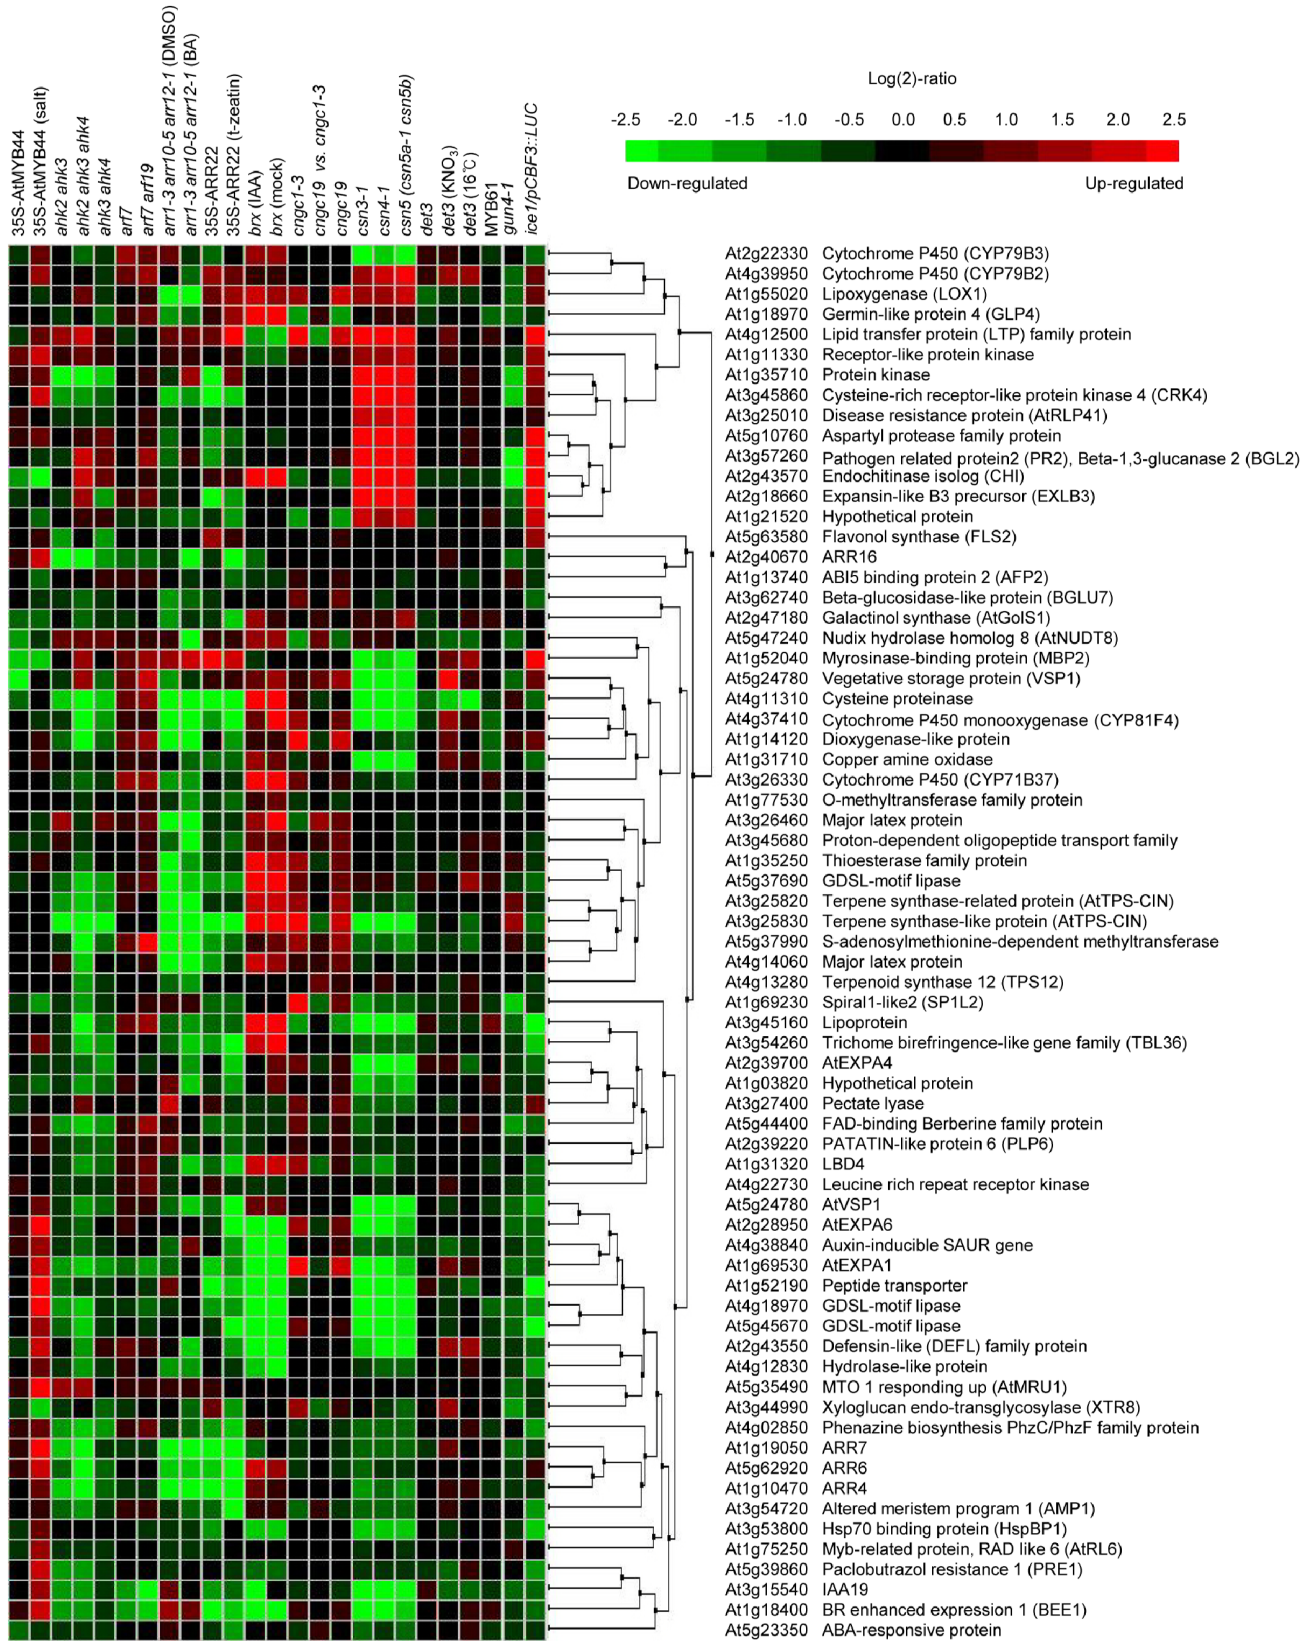 35S-AtMYB44
35S-AtMYB44 (salt)
ahk2 ahk3
ahk2 ahk3 ahk4
ahk3 ahk4
arf7
arf7 arf19
arr1-3 arr10-5 arr12-1 (DMSO)
arr1-3 arr10-5 arr12-1 (BA)
35S-ARR22
35S-ARR22 (t-zeatin)
brx (IAA)
brx (mock)
cngc1-3
cngc19 vs. cngc1-3
cngc19
csn3-1
csn4-1
csn5 (csn5a-1 csn5b)
det3
det3 (KNO₃)
det3 (16℃)
MYB61
gun4-1
ice1/pCBF3::LUC
Log(2)-ratio
-2.5 -2.0 -1.5 -1.0 -0.5 0.0 0.5 1.0 1.5 2.0 2.5
Down-regulated Up-regulated
At2g22330 Cytochrome P450 (CYP79B3)
At4g39950 Cytochrome P450 (CYP79B2)
At1g55020 Lipoxygenase (LOX1)
At1g18970 Germin-like protein 4 (GLP4)
At4g12500 Lipid transfer protein (LTP) family protein
At1g11330 Receptor-like protein kinase
At1g35710 Protein kinase
At3g45860 Cysteine-rich receptor-like protein kinase 4 (CRK4)
At3g25010 Disease resistance protein (AtRLP41)
At5g10760 Aspartyl protease family protein
At3g57260 Pathogen related protein2 (PR2), Beta-1,3-glucanase 2 (BGL2)
At2g43570 Endochitinase isolog (CHI)
At2g18660 Expansin-like B3 precursor (EXLB3)
At1g21520 Hypothetical protein
At5g63580 Flavonol synthase (FLS2)
At2g40670 ARR16
At1g13740 ABI5 binding protein 2 (AFP2)
At3g62740 Beta-glucosidase-like protein (BGLU7)
At2g47180 Galactinol synthase (AtGolS1)
At5g47240 Nudix hydrolase homolog 8 (AtNUDT8)
At1g52040 Myrosinase-binding protein (MBP2)
At5g24780 Vegetative storage protein (VSP1)
At4g11310 Cysteine proteinase
At4g37410 Cytochrome P450 monooxygenase (CYP81F4)
At1g14120 Dioxygenase-like protein
At1g31710 Copper amine oxidase
At3g26330 Cytochrome P450 (CYP71B37)
At1g77530 O-methyltransferase family protein
At3g26460 Major latex protein
At3g45680 Proton-dependent oligopeptide transport family
At1g35250 Thioesterase family protein
At5g37690 GDSL-motif lipase
At3g25820 Terpene synthase-related protein (AtTPS-CIN)
At3g25830 Terpene synthase-like protein (AtTPS-CIN)
At5g37990 S-adenosylmethionine-dependent methyltransferase
At4g14060 Major latex protein
At4g13280 Terpenoid synthase 12 (TPS12)
At1g69230 Spiral1-like2 (SP1L2)
At3g45160 Lipoprotein
At3g54260 Trichome birefringence-like gene family (TBL36)
At2g39700 AtEXPA4
At1g03820 Hypothetical protein
At3g27400 Pectate lyase
At5g44400 FAD-binding Berberine family protein
At2g39220 PATATIN-like protein 6 (PLP6)
At1g31320 LBD4
At4g22730 Leucine rich repeat receptor kinase
At5g24780 AtVSP1
At2g28950 AtEXPA6
At4g38840 Auxin-inducible SAUR gene
At1g69530 AtEXPA1
At1g52190 Peptide transporter
At4g18970 GDSL-motif lipase
At5g45670 GDSL-motif lipase
At2g43550 Defensin-like (DEFL) family protein
At4g12830 Hydrolase-like protein
At5g35490 MTO 1 responding up (AtMRU1)
At3g44990 Xyloglucan endo-transglycosylase (XTR8)
At4g02850 Phenazine biosynthesis PhzC/PhzF family protein
At1g19050 ARR7
At5g62920 ARR6
At1g10470 ARR4
At3g54720 Altered meristem program 1 (AMP1)
At3g53800 Hsp70 binding protein (HspBP1)
At1g75250 Myb-related protein, RAD like 6 (AtRL6)
At5g39860 Paclobutrazol resistance 1 (PRE1)
At3g15540 IAA19
At1g18400 BR enhanced expression 1 (BEE1)
At5g23350 ABA-responsive protein